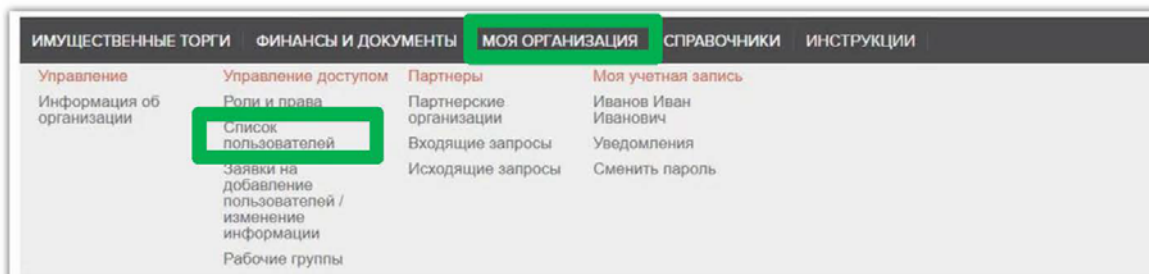 ИМУЩЕСТВЕННЫЕ ТОРГИ ФИНАНСЫ И ДОКУМЕНТЫ МОЯ ОРГАНИЗАЦИЯ СПРАВОЧНИКИ ИНСТРУКЦИИ
Управление
Информация об
организации
Управление доступом
Роли и права
Список
пользователей
Заявки на
добавление
пользователей /
изменение
информации
Рабочие группы
Партнеры
Партнерские
организации
Входящие запросы
Исходящие запросы
Моя учетная запись
Иванов Иван
Иванович
Уведомления
Сменить пароль